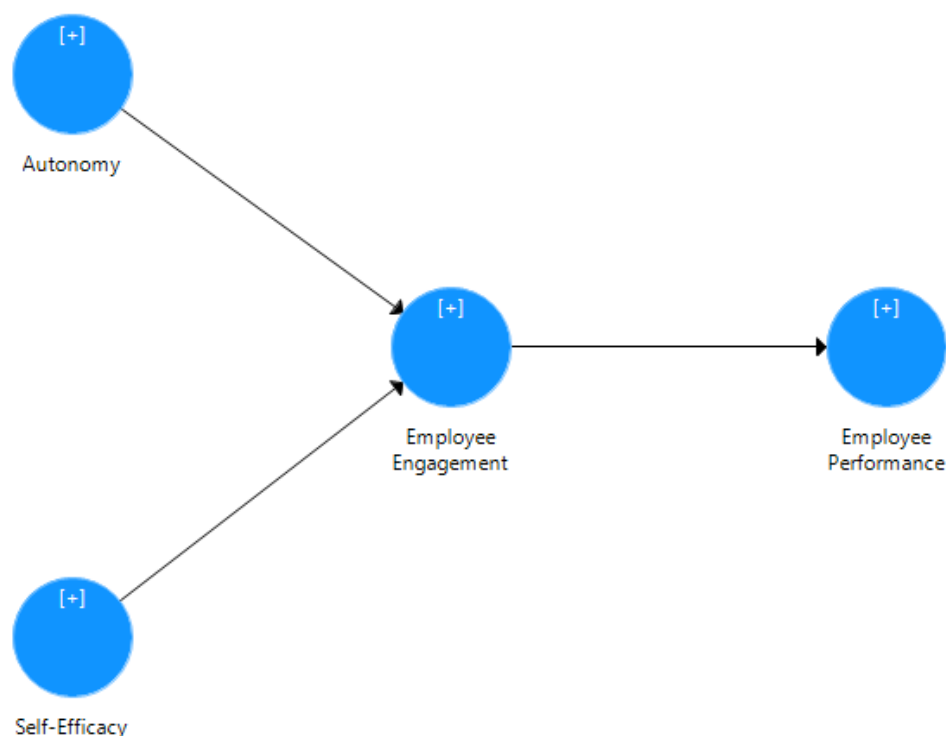 [+]
Autonomy
[+]
Employee
Engagement
[+]
Employee
Performance
[+]
Self-Efficacy